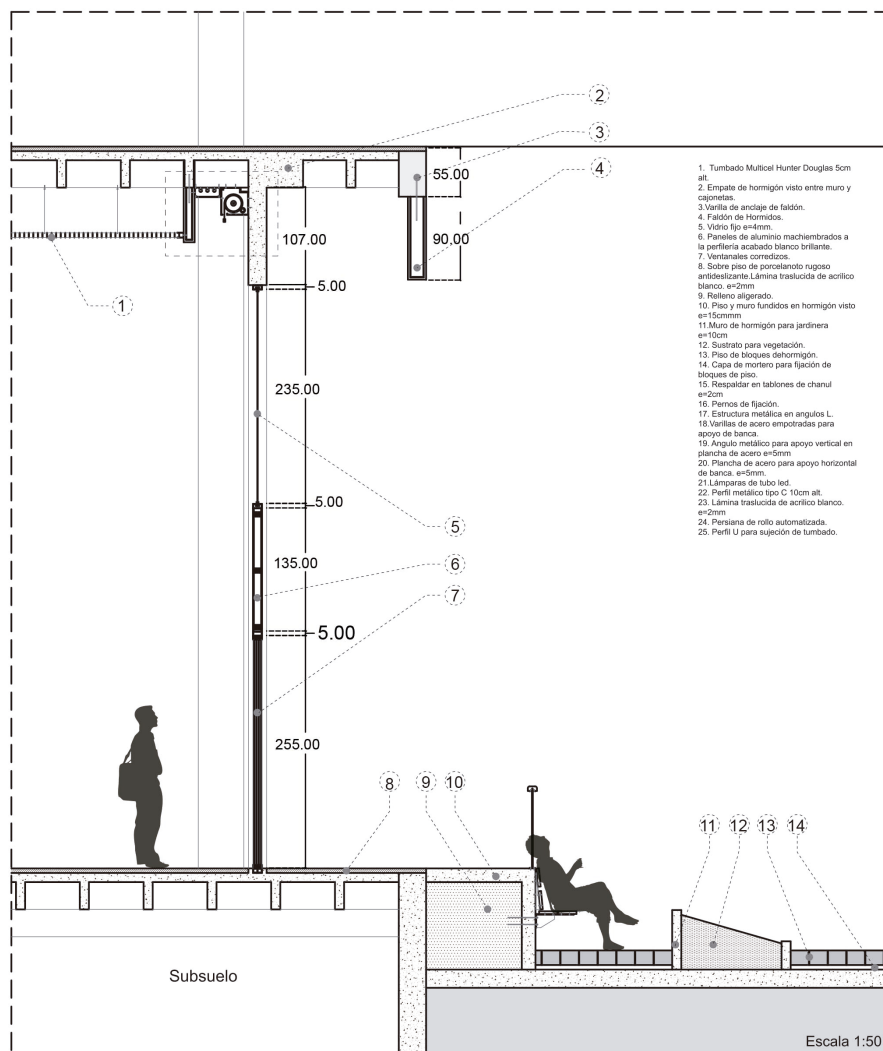 2
3
55.00
4
107.00
90.00
1
5.00
235.00
5.00
5
135.00
6
7
5.00
255.00
8
9
10
11
12
13
14
Subsuelo
Escala 1:50
1. Tumbado Multicel Hunter Douglas 5cm
alt.
2. Empate de hormigón visto entre muro y
cajonetas.
3.Varilla de anclaje de faldón.
4. Faldón de Hormidos.
5. Vidrio fijo e=4mm.
6. Paneles de aluminio machiembrados a
la perfilería acabado blanco brillante.
7. Ventanales corredizos.
8. Sobre piso de porcelanoto rugoso
antideslizante.Lámina traslucida de acrilico
blanco. e=2mm
9. Relleno aligerado.
10. Piso y muro fundidos en hormigón visto
e=15cmmm
11.Muro de hormigón para jardinera
e=10cm
12. Sustrato para vegetación.
13. Piso de bloques dehormigón.
14. Capa de mortero para fijación de
bloques de piso.
15. Respaldar en tablones de chanul
e=2cm
16. Pernos de fijación.
17. Estructura metálica en angulos L.
18.Varillas de acero empotradas para
apoyo de banca.
19. Angulo metálico para apoyo vertical en
plancha de acero e=5mm
20. Plancha de acero para apoyo horizontal
de banca. e=5mm.
21.Lámparas de tubo led.
22. Perfil metálico tipo C 10cm alt.
23. Lámina traslucida de acrilico blanco.
e=2mm
24. Persiana de rollo automatizada.
25. Perfil U para sujeción de tumbado.